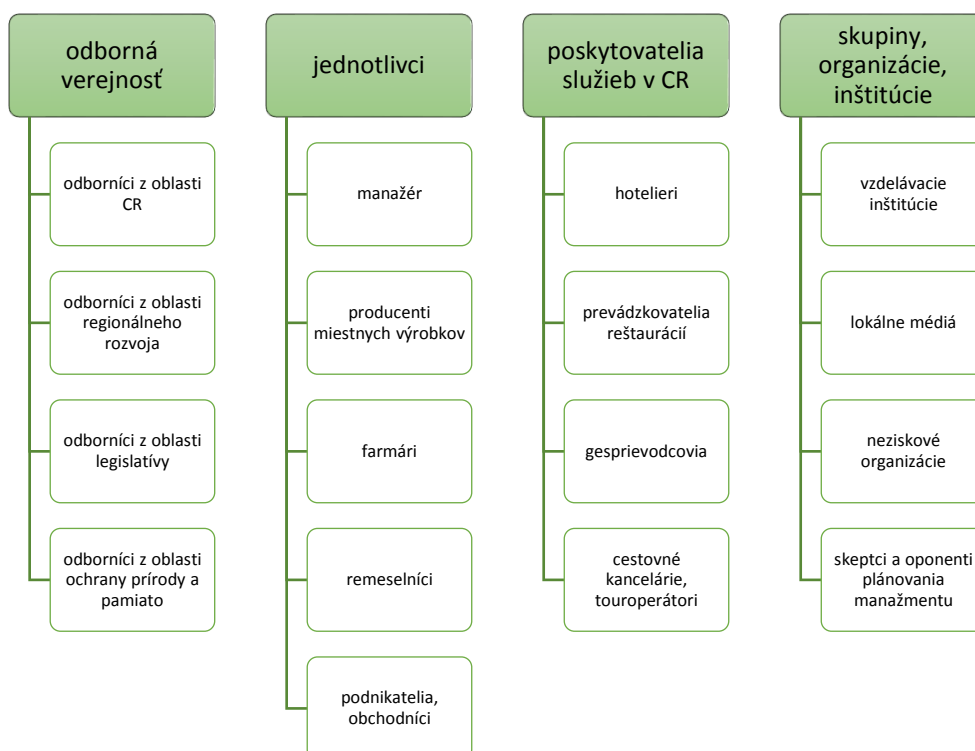 odborná
verejnosť
odborníci z oblasti
CR
odborníci z oblasti
regionálneho
rozvoja
odborníci z oblasti
legislatívy
odborníci z oblasti
ochrany prírody a
pamiato
jednotlivci
manažér
producenti
miestnych výrobkov
farmári
remeselníci
podnikatelia,
obchodníci
poskytovatelia
služieb v CR
hotelieri
prevádzkovatelia
reštaurácií
gesprievodcovia
cestovné
kancelárie,
touroperátori
skupiny,
organizácie,
inštitúcie
vzdelávacie
inštitúcie
lokálne médiá
neziskové
organizácie
skeptci a oponenti
plánovania
manažmentu